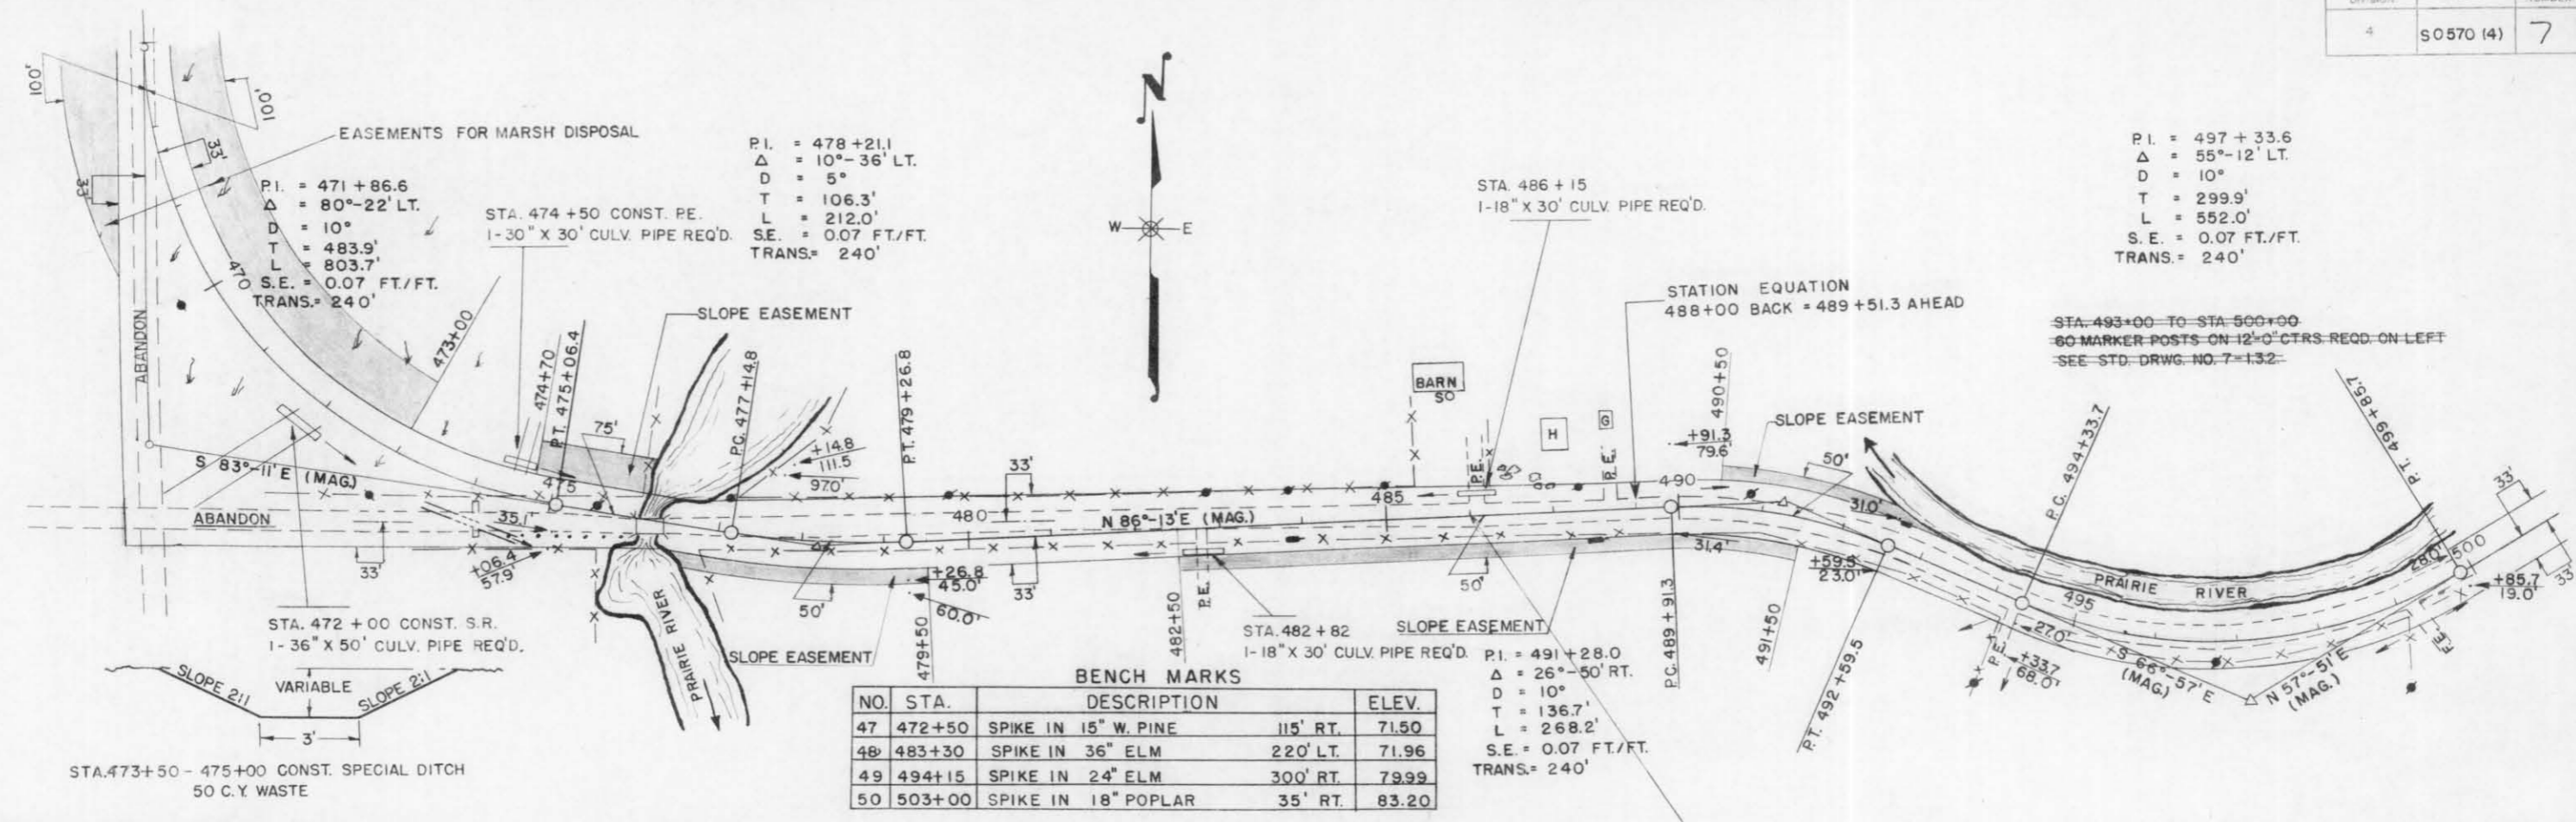 4 S0570 (4) 7
N
W E
100'
100'
33'
33'
EASEMENTS FOR MARSH DISPOSAL
P.I. = 471 + 86.6
Δ = 80°-22' LT.
D = 10°
T = 483.9'
L = 803.7'
S.E. = 0.07 FT./FT.
TRANS.= 240'
STA. 474 +50 CONST. P.E.
1-30" X 30' CULV. PIPE REQ'D.
P.I. = 478 +21.1
Δ = 10°-36' LT.
D = 5°
T = 106.3'
L = 212.0'
S.E. = 0.07 FT./FT.
TRANS.= 240'
STA. 486 + 15
1-18" X 30' CULV. PIPE REQ'D.
STATION EQUATION
488+00 BACK = 489 +51.3 AHEAD
P.I. = 497 + 33.6
Δ = 55°-12' LT.
D = 10°
T = 299.9'
L = 552.0'
S.E. = 0.07 FT./FT.
TRANS. = 240'
STA. 493+00 TO STA. 500+00
60 MARKER POSTS ON 12'-0" CTRS REQD. ON LEFT
SEE STD. DRWG. NO. 7-1.32.
ABANDON
470
473+00
474+70
P.T. 475+06.4
75'
SLOPE EASEMENT
P.C. 477+14.8
+14.8
111.5
97.0'
P.T. 479+26.8
BARN
SO
H
G
P.E.
P.E.
+91.3
79.6'
490+50
SLOPE EASEMENT
50'
31.0'
P.C. 494+33.7
P.T. 499+85.7
33'
33'
S 83°-11' E (MAG.)
475
ABANDON
35.1'
33'
+06.4
57.9'
480
33'
33'
N 86°-13' E (MAG.)
485
490
50'
+26.8
45.0'
60.0'
479+50
482+50
P.E.
50'
31.4'
+59.5
23.0'
P.C. 489+91.3
491+50
P.T. 492+59.5
PRAIRIE RIVER
495
28.0'
500
+85.7
19.0'
F.E.
27.0'
P.E.
+33.7
68.0'
S 66°-57' E
(MAG.)
N 57°-51' E
(MAG.)
PRAIRIE RIVER
SLOPE EASEMENT
STA. 472 + 00 CONST. S.R.
1- 36" X 50' CULV. PIPE REQ'D.
SLOPE 2:1
VARIABLE
SLOPE 2:1
3'
STA.473+50 - 475+00 CONST. SPECIAL DITCH
50 C.Y. WASTE
STA. 482 + 82
1-18" X 30' CULV. PIPE REQ'D.
SLOPE EASEMENT
P.I. = 491 + 28.0
Δ = 26°-50' RT.
D = 10°
T = 136.7'
L = 268.2'
S.E. = 0.07 FT./FT.
TRANS.= 240'
BENCH MARKS
NO. STA. DESCRIPTION ELEV.
47 472+50 SPIKE IN 15" W. PINE 115' RT. 71.50
48 483+30 SPIKE IN 36" ELM 220' LT. 71.96
49 494+15 SPIKE IN 24" ELM 300' RT. 79.99
50 503+00 SPIKE IN 18" POPLAR 35' RT. 83.20